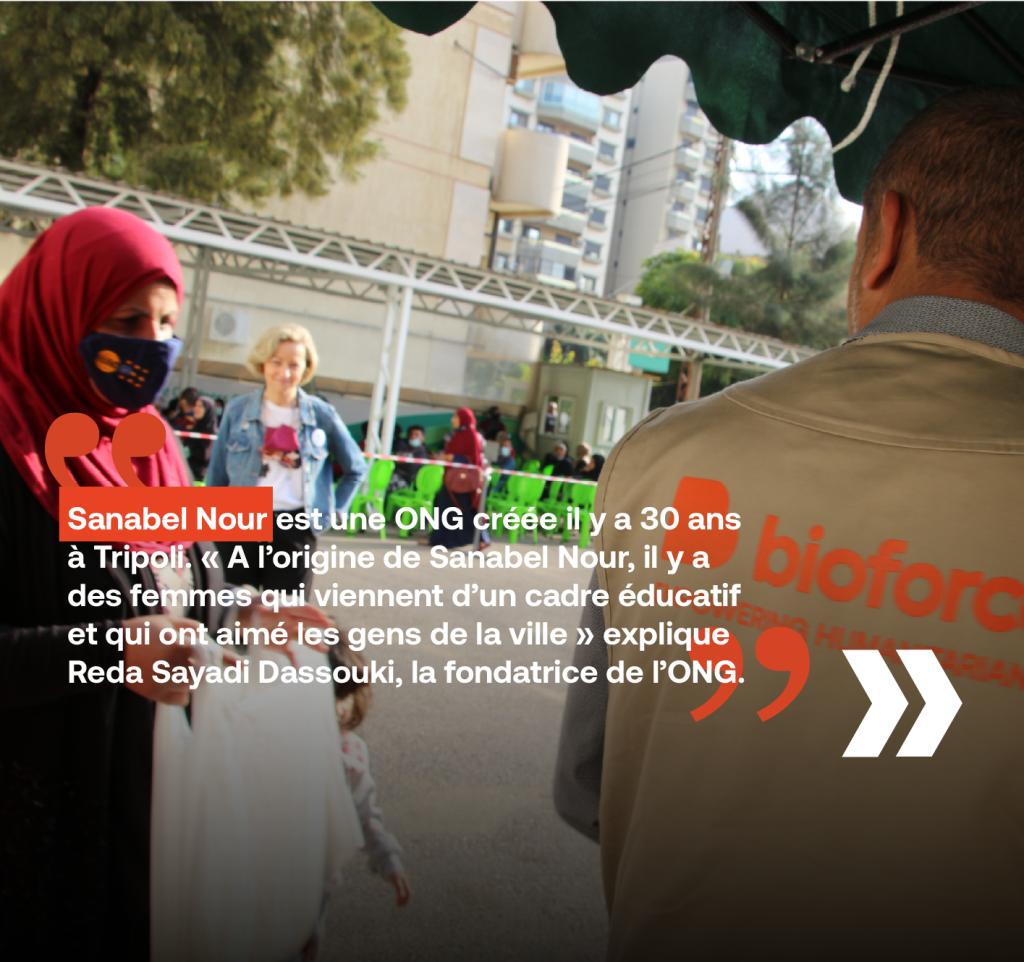 Sanabel Nour est une ONG créée il y a 30 ans
à Tripoli. « A l’origine de Sanabel Nour, il y a
des femmes qui viennent d’un cadre éducatif
et qui ont aimé les gens de la ville » explique
Reda Sayadi Dassouki, la fondatrice de l’ONG.
bioforc